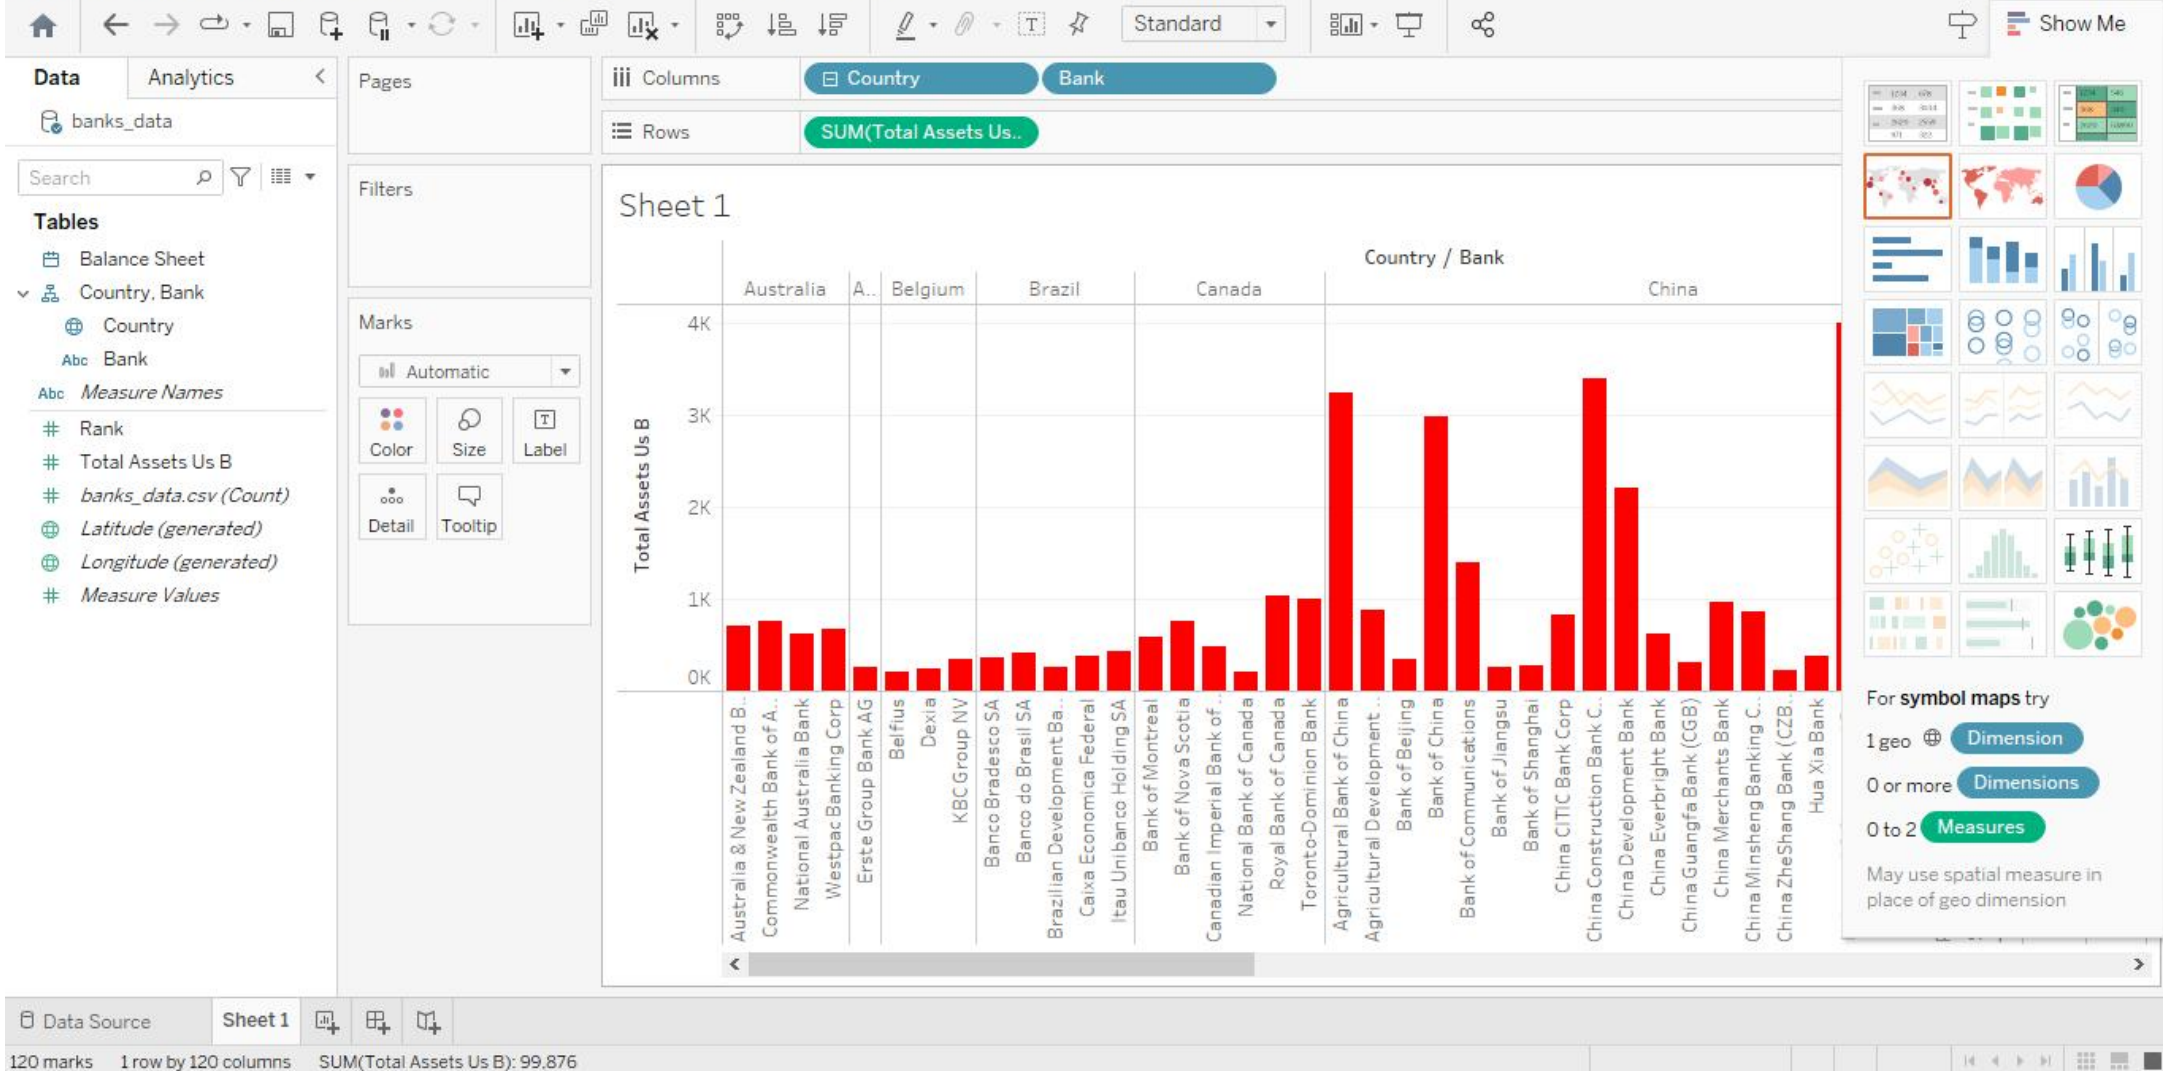 Standard
Show Me
Data
Analytics
banks_data
Search
Tables
Balance Sheet
Country, Bank
Country
Abc Bank
Abc Measure Names
# Rank
# Total Assets Us B
# banks_data.csv (Count)
Latitude (generated)
Longitude (generated)
# Measure Values
Pages
Filters
Marks
Automatic
Color
Size
Label
Detail
Tooltip
Columns
Country
Bank
Rows
SUM(Total Assets Us..
Sheet 1
Country / Bank
Australia
A..
Belgium
Brazil
Canada
China
Total Assets Us B
4K
3K
2K
1K
0K
Australia & New Zealand B..
Commonwealth Bank of A..
National Australia Bank
Westpac Banking Corp
Erste Group Bank AG
Belfius
Dexia
KBC Group NV
Banco Bradesco SA
Banco do Brasil SA
Brazilian Development Ba..
Caixa Economica Federal
Itau Unibanco Holding SA
Bank of Montreal
Bank of Nova Scotia
Canadian Imperial Bank of ..
National Bank of Canada
Royal Bank of Canada
Toronto-Dominion Bank
Agricultural Bank of China
Agricultural Development ..
Bank of Beijing
Bank of China
Bank of Communications
Bank of Jiangsu
Bank of Shanghai
China CITIC Bank Corp
China Construction Bank C..
China Development Bank
China Everbright Bank
China Guangfa Bank (CGB)
China Merchants Bank
China Minsheng Banking C..
China ZheShang Bank (CZB..
Hua Xia Bank
For symbol maps try
1 geo Dimension
0 or more Dimensions
0 to 2 Measures
May use spatial measure in
place of geo dimension
Data Source
Sheet 1
120 marks 1 row by 120 columns SUM(Total Assets Us B): 99,876